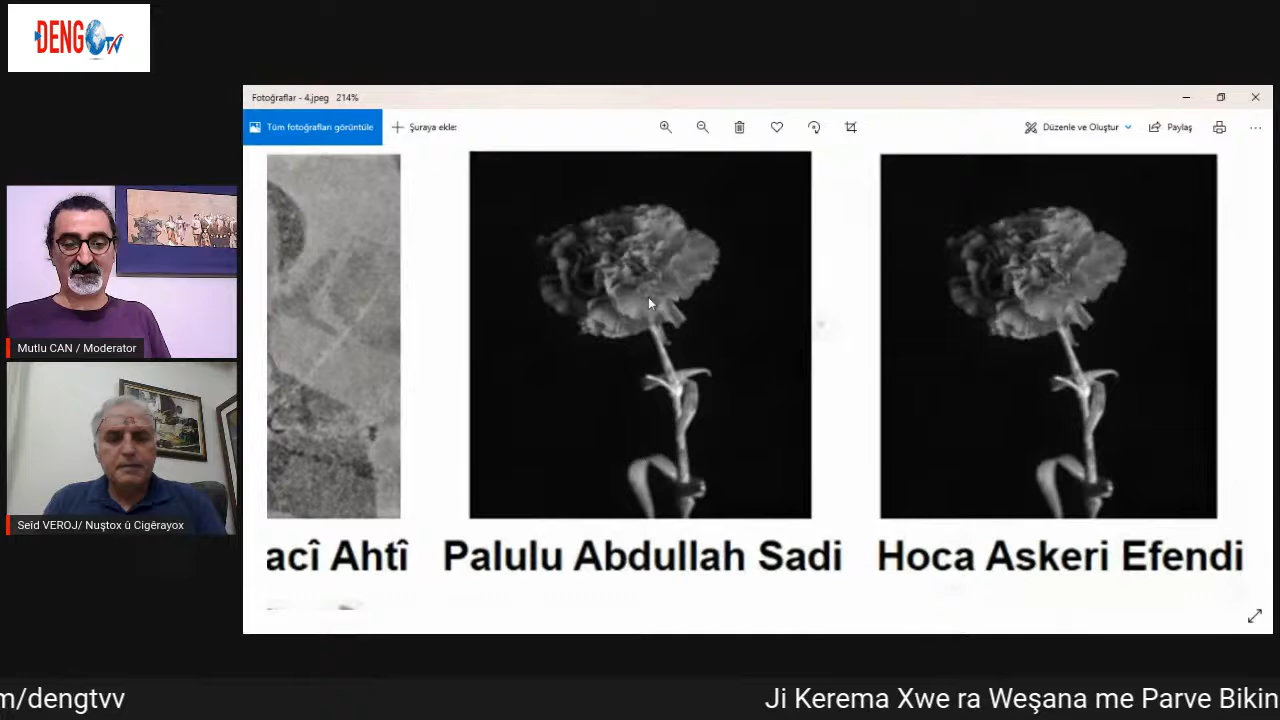 DENG TV
Fotoğraflar - 4.jpeg 214%
Tüm fotoğrafları görüntüle
Şuraya ekle:
Düzenle ve Oluştur
Paylaş
Mutlu CAN / Moderator
Seîd VEROJ/ Nuştox û Cigêrayox
acî Ahtî
Palulu Abdullah Sadi
Hoca Askeri Efendi
m/dengtvv
Ji Kerema Xwe ra Weşana me Parve Bikin